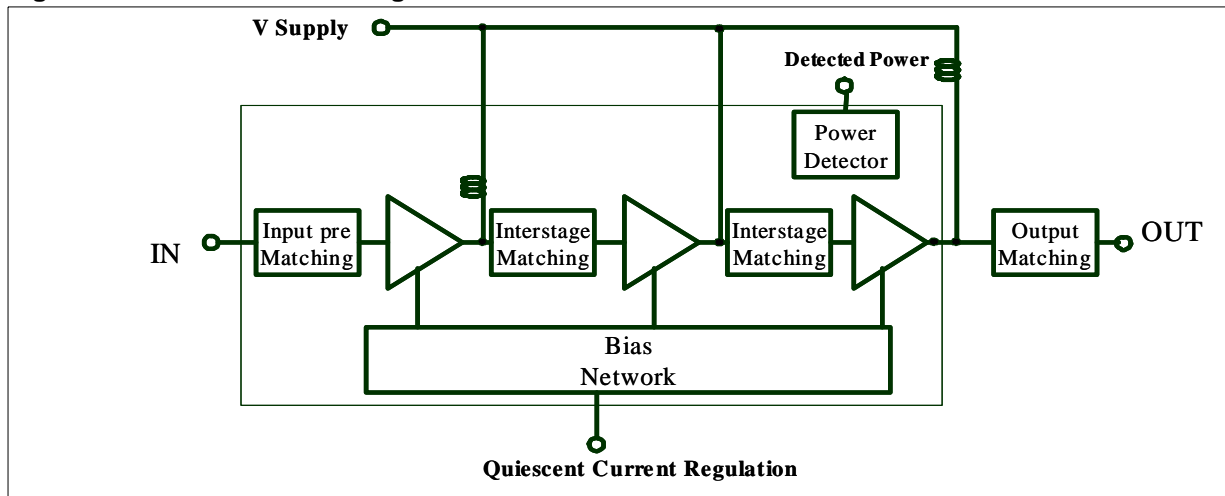 V Supply
Detected Power
Power
Detector
IN
Input pre
Matching
Interstage
Matching
Interstage
Matching
Output
Matching
OUT
Bias
Network
Quiescent Current Regulation